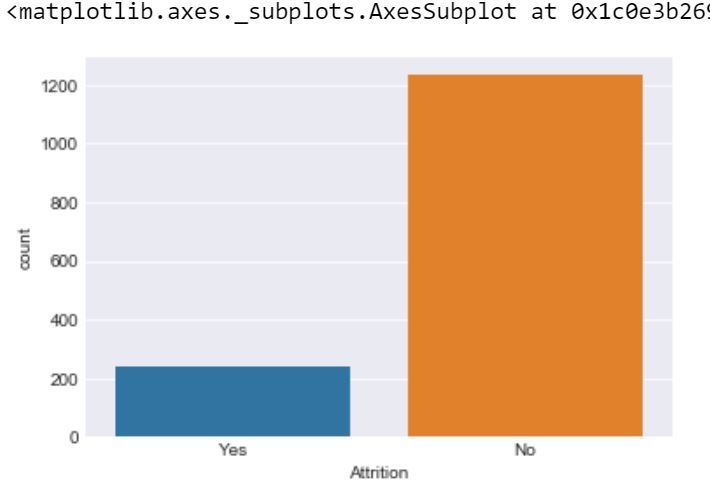 <matplotlib.axes._subplots.AxesSubplot at 0x1c0e3b269
1200
1000
800
600
400
200
0
count
Yes No
Attrition